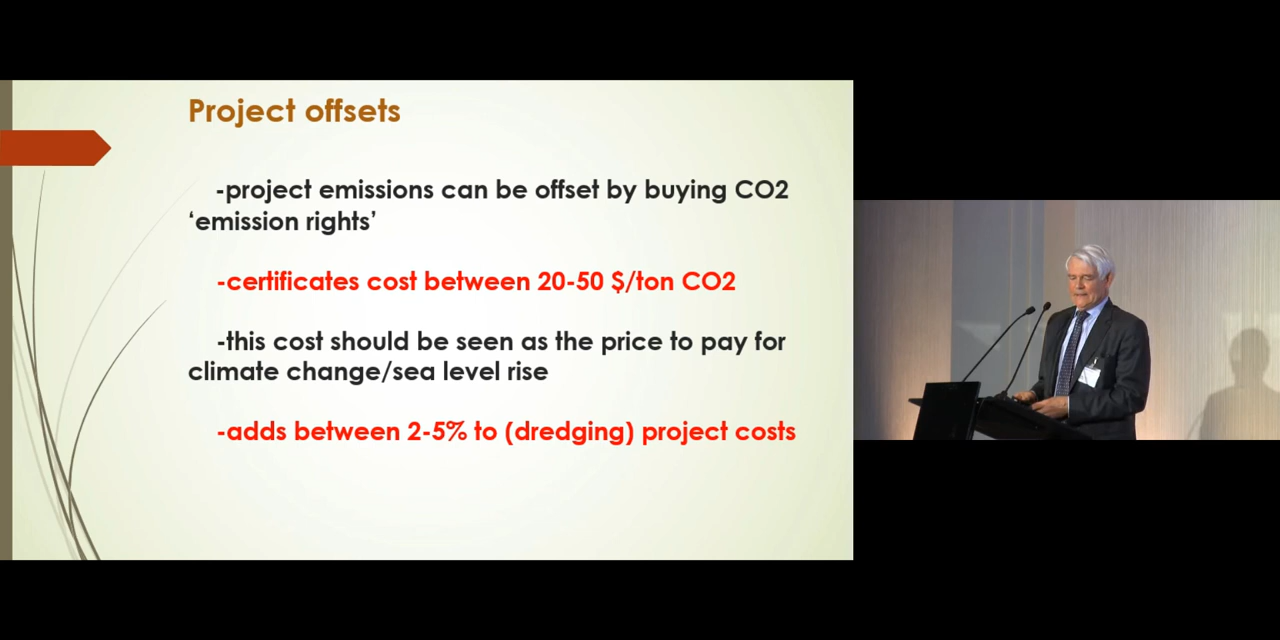 Project offsets
-project emissions can be offset by buying CO2
‘emission rights’
-certificates cost between 20-50 $/ton CO2
-this cost should be seen as the price to pay for
climate change/sea level rise
-adds between 2-5% to (dredging) project costs